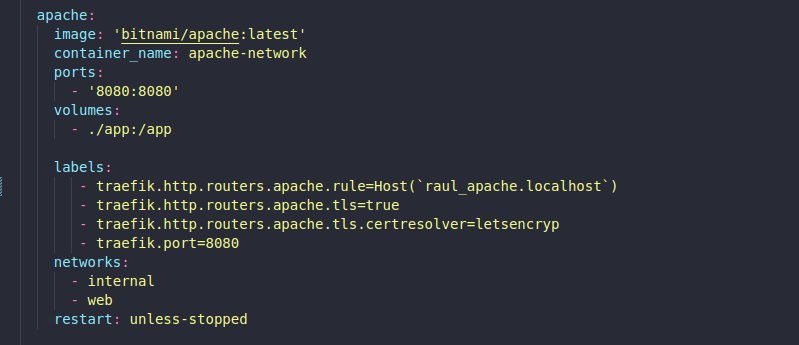 apache:
image: 'bitnami/apache:latest'
container_name: apache-network
ports:
- '8080:8080'
volumes:
- ./app:/app
labels:
- traefik.http.routers.apache.rule=Host(`raul_apache.localhost`)
- traefik.http.routers.apache.tls=true
- traefik.http.routers.apache.tls.certresolver=letsencryp
- traefik.port=8080
networks:
- internal
- web
restart: unless-stopped